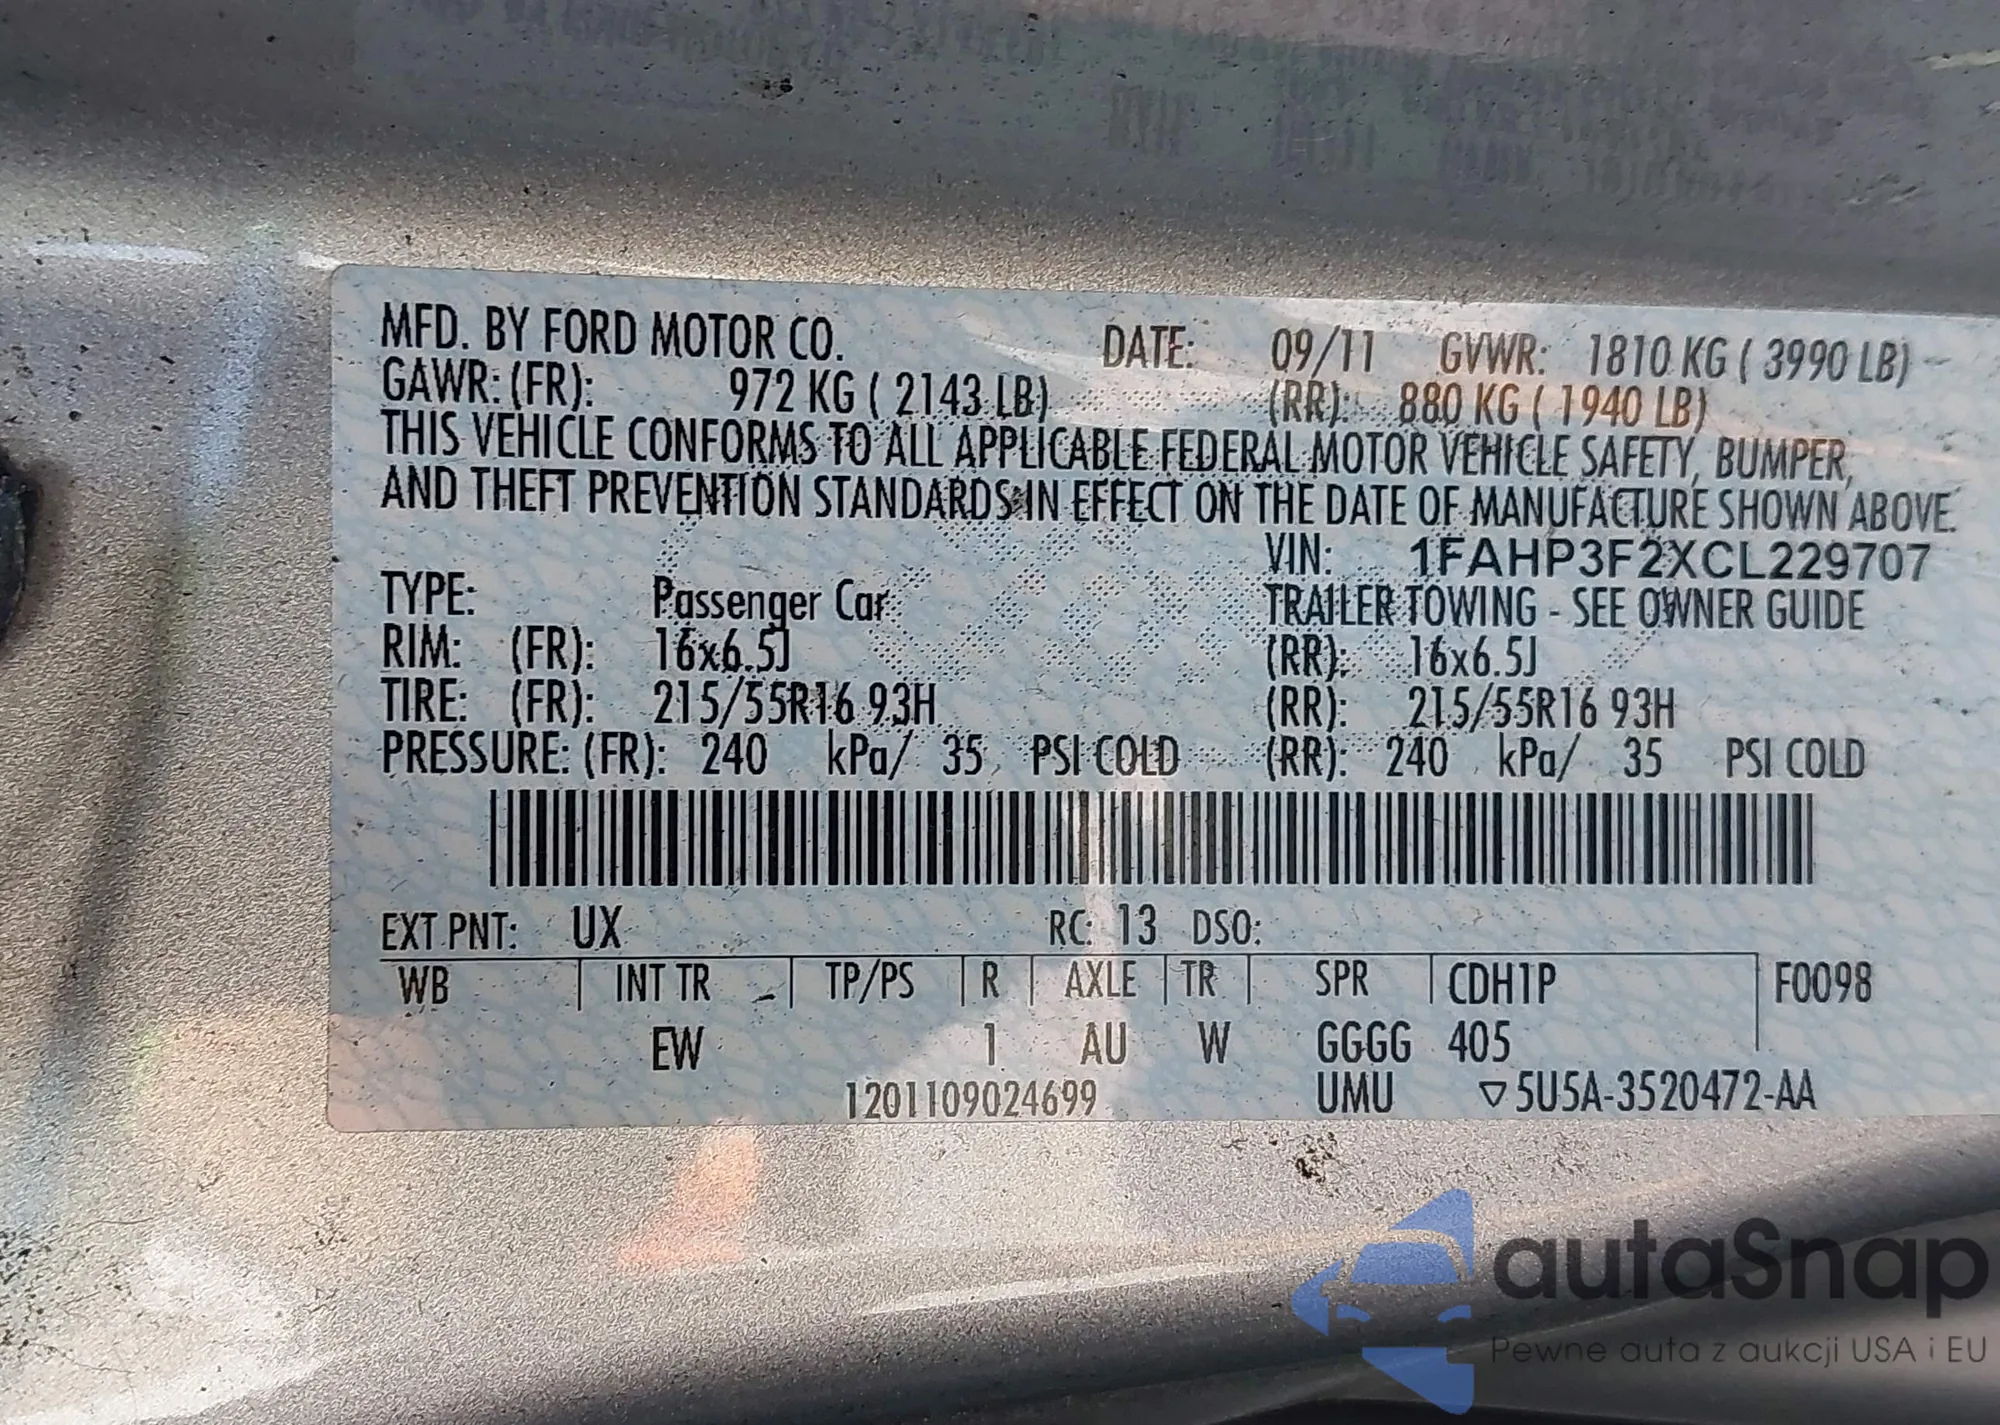 MFD. BY FORD MOTOR CO. DATE: 09/11 GVWR: 1810 KG ( 3990 LB)
GAWR: (FR): 972 KG ( 2143 LB) (RR): 880 KG ( 1940 LB)
THIS VEHICLE CONFORMS TO ALL APPLICABLE FEDERAL MOTOR VEHICLE SAFETY, BUMPER,
AND THEFT PREVENTION STANDARDS IN EFFECT ON THE DATE OF MANUFACTURE SHOWN ABOVE.
VIN: 1FAHP3F2XCL229707
TYPE: Passenger Car TRAILER TOWING - SEE OWNER GUIDE
RIM: (FR): 16x6.5J (RR): 16x6.5J
TIRE: (FR): 215/55R16 93H (RR): 215/55R16 93H
PRESSURE: (FR): 240 kPa/ 35 PSI COLD (RR): 240 kPa/ 35 PSI COLD
EXT PNT: UX RC: 13 DSO:
WB INT TR TP/PS R AXLE TR SPR CDH1P F0098
EW 1 AU W GGGG 405
1201109024699 UMU ▽5U5A-3520472-AA
autaSnap
Pewne auta z aukcji USA i EU